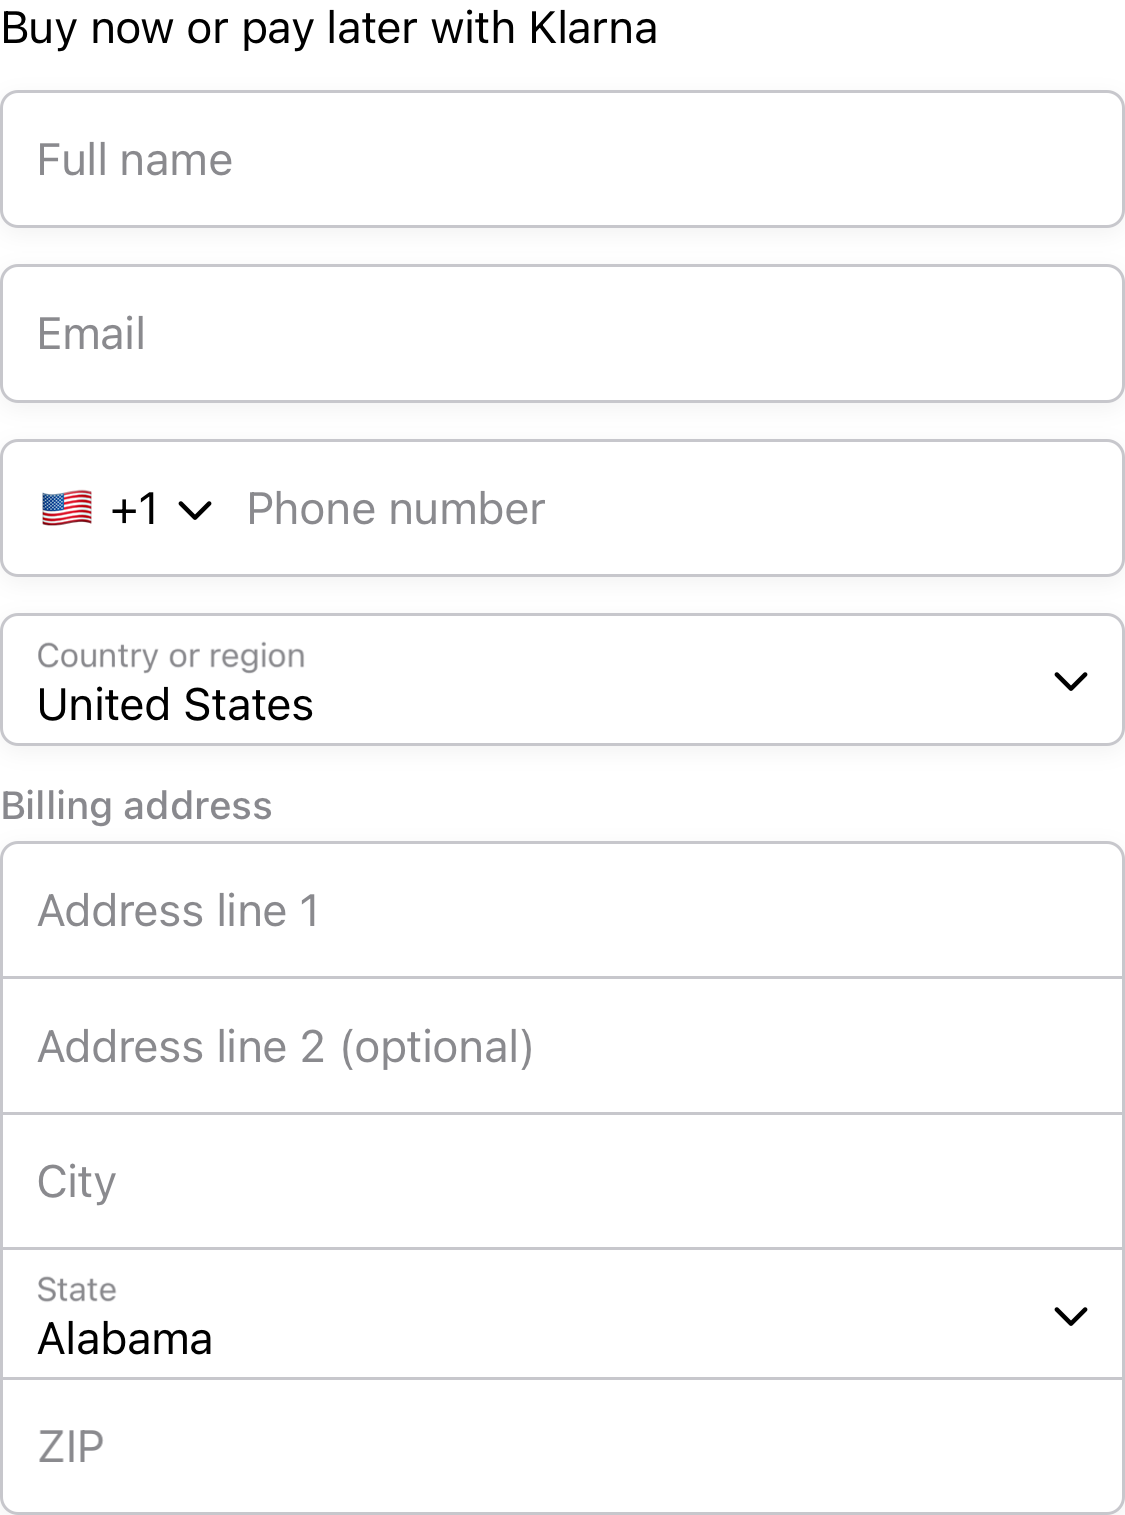 Buy now or pay later with Klarna
Full name
Email
+1 Phone number
Country or region
United States
Billing address
Address line 1
Address line 2 (optional)
City
State
Alabama
ZIP